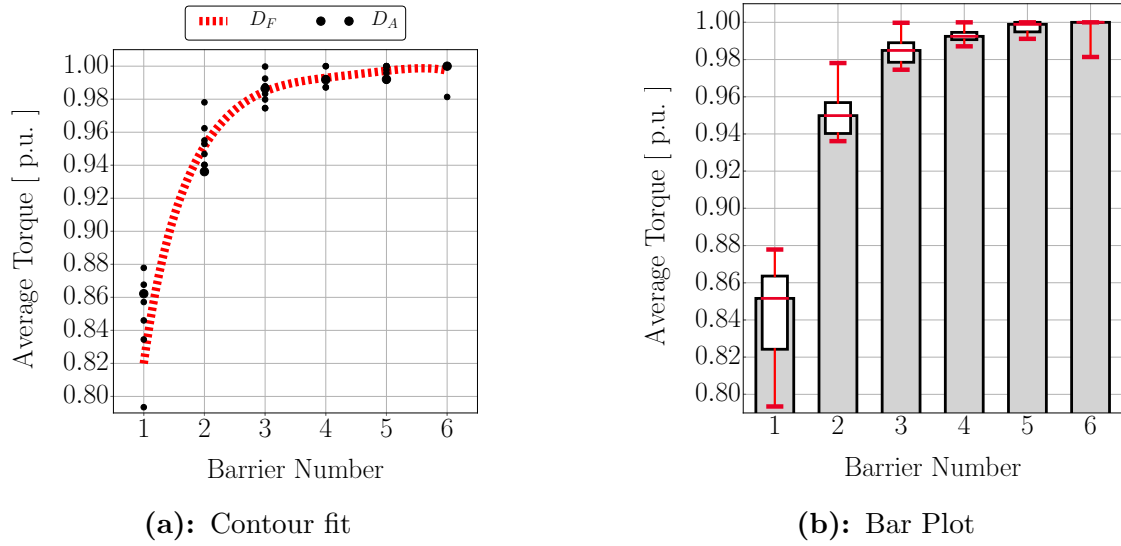 D_F D_A
1.00
0.98
0.96
0.94
0.92
0.90
0.88
0.86
0.84
0.82
0.80
Average Torque [ p.u. ]
1 2 3 4 5 6
Barrier Number
(a): Contour fit
1.00
0.98
0.96
0.94
0.92
0.90
0.88
0.86
0.84
0.82
0.80
Average Torque [ p.u. ]
1 2 3 4 5 6
Barrier Number
(b): Bar Plot